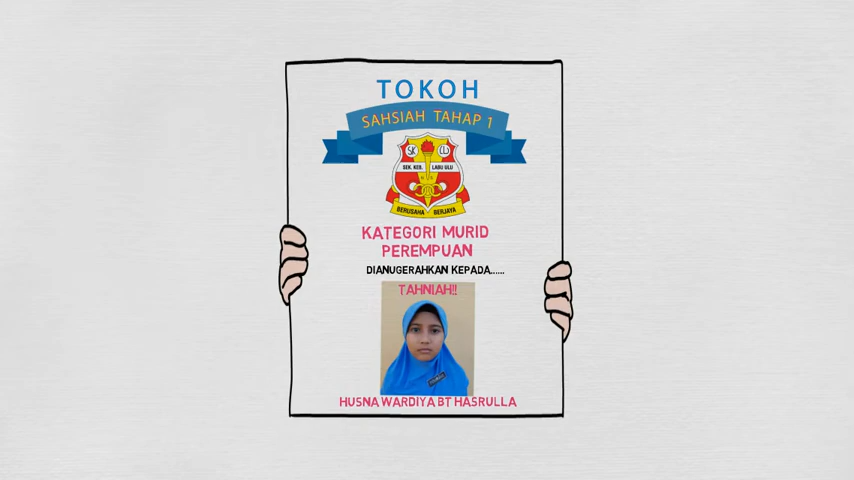 TOKOH
SAHSIAH TAHAP 1
SK LU
SEK. KEB. LABU ULU
BERUSAHA BERJAYA
KATEGORI MURID
PEREMPUAN
DIANUGERAHKAN KEPADA......
TAHNIAH!!
HUSNA WARDIYA BT HASRULLA